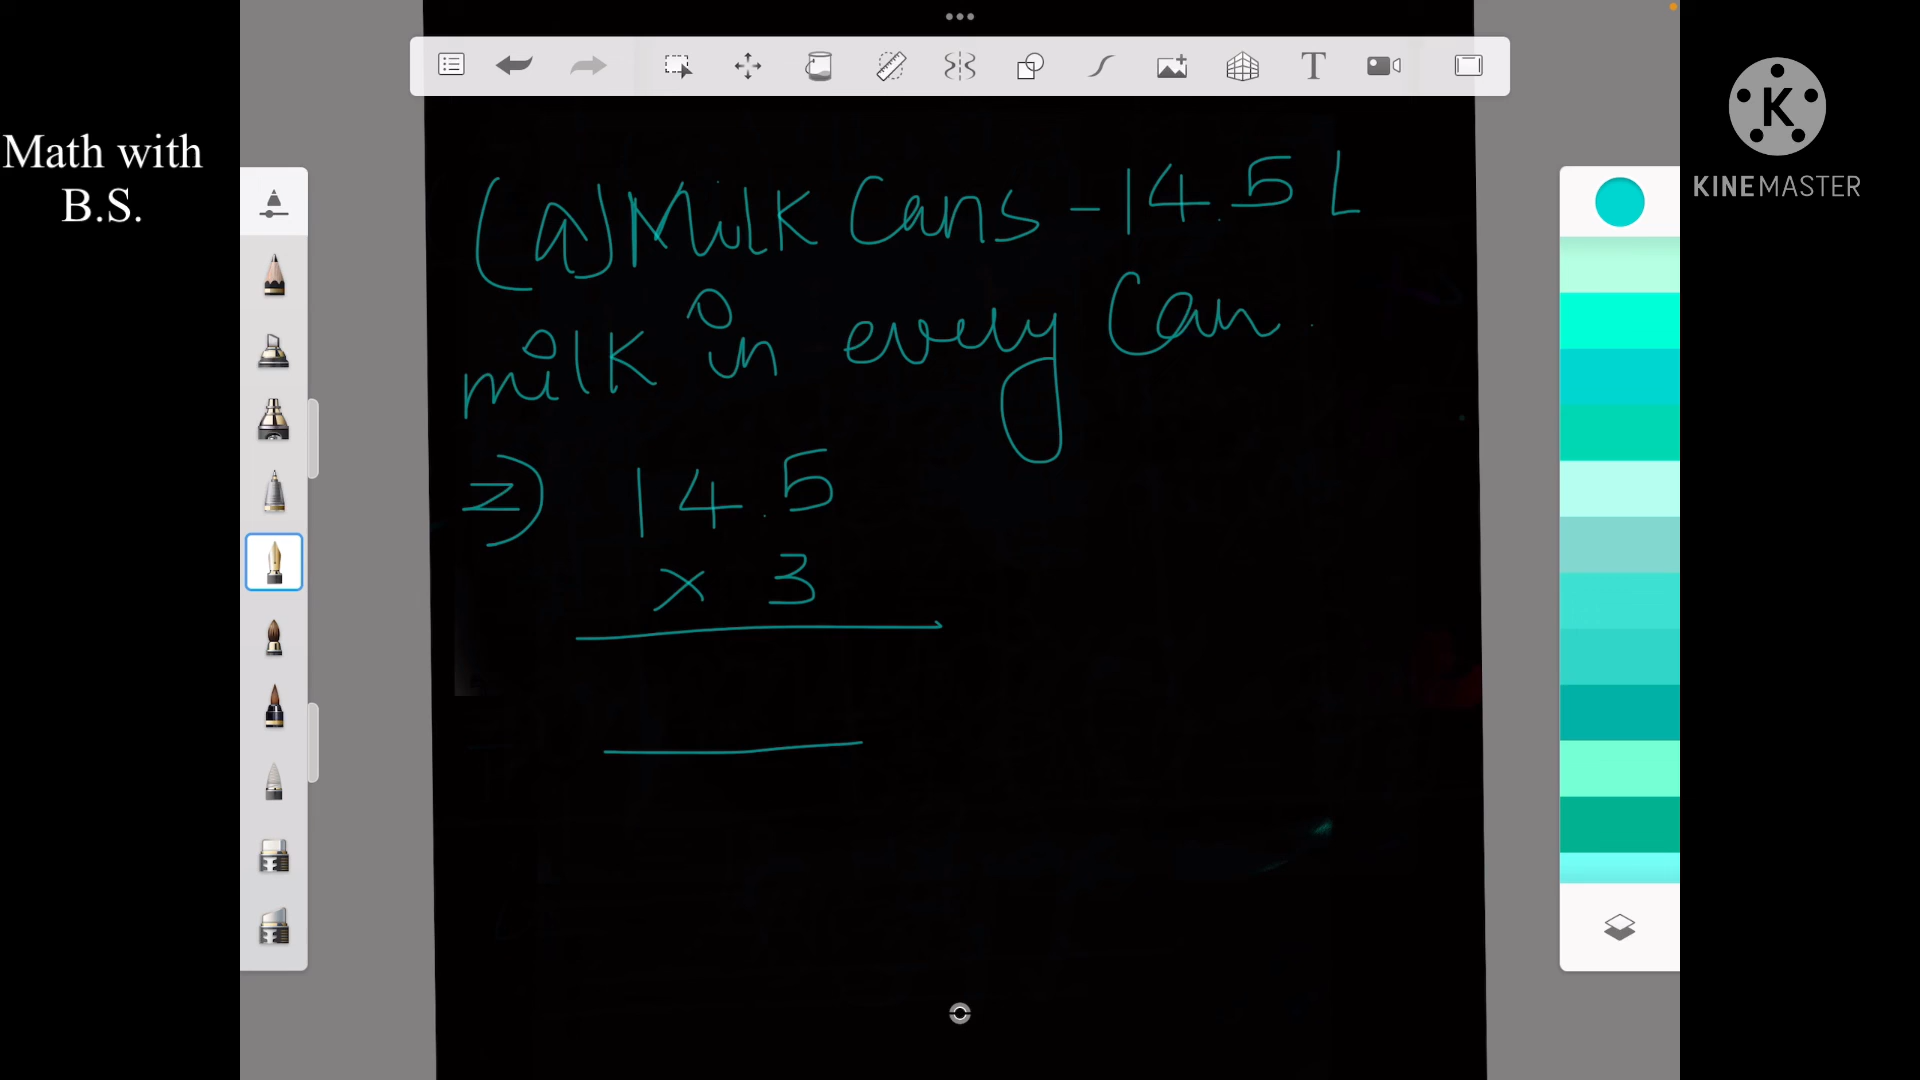 Math with
B.S.
KINEMASTER
(a) Milk Cans - 14.5 L
milk in every Can.
=) 14.5
x 3